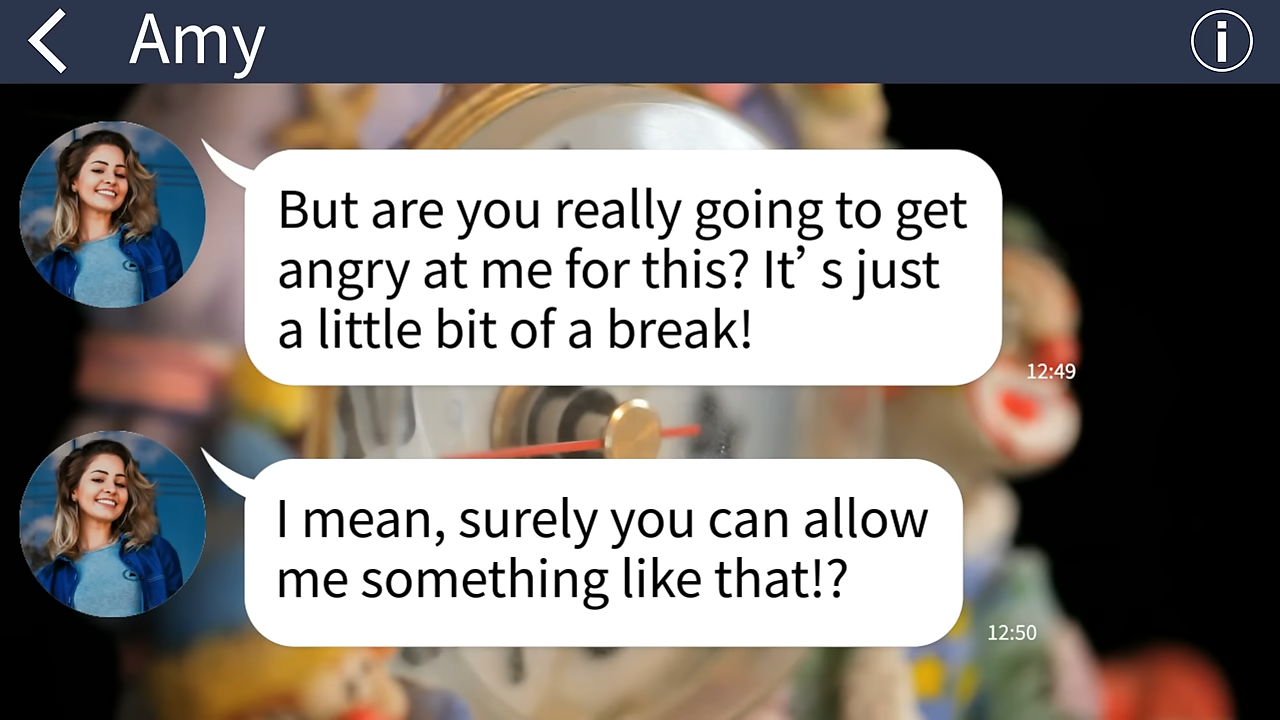 Amy
But are you really going to get
angry at me for this? It’ s just
a little bit of a break!
12:49
I mean, surely you can allow
me something like that!?
12:50